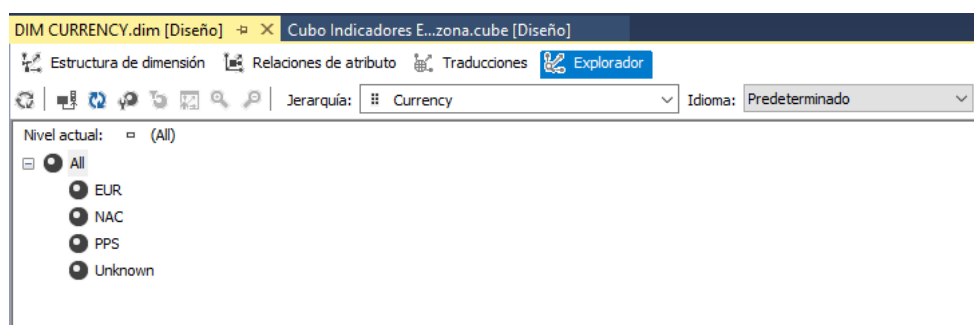 DIM CURRENCY.dim [Diseño] Cubo Indicadores E...zona.cube [Diseño]
Estructura de dimensión Relaciones de atributo Traducciones Explorador
Jerarquía: Currency Idioma: Predeterminado
Nivel actual: (All)
All
EUR
NAC
PPS
Unknown